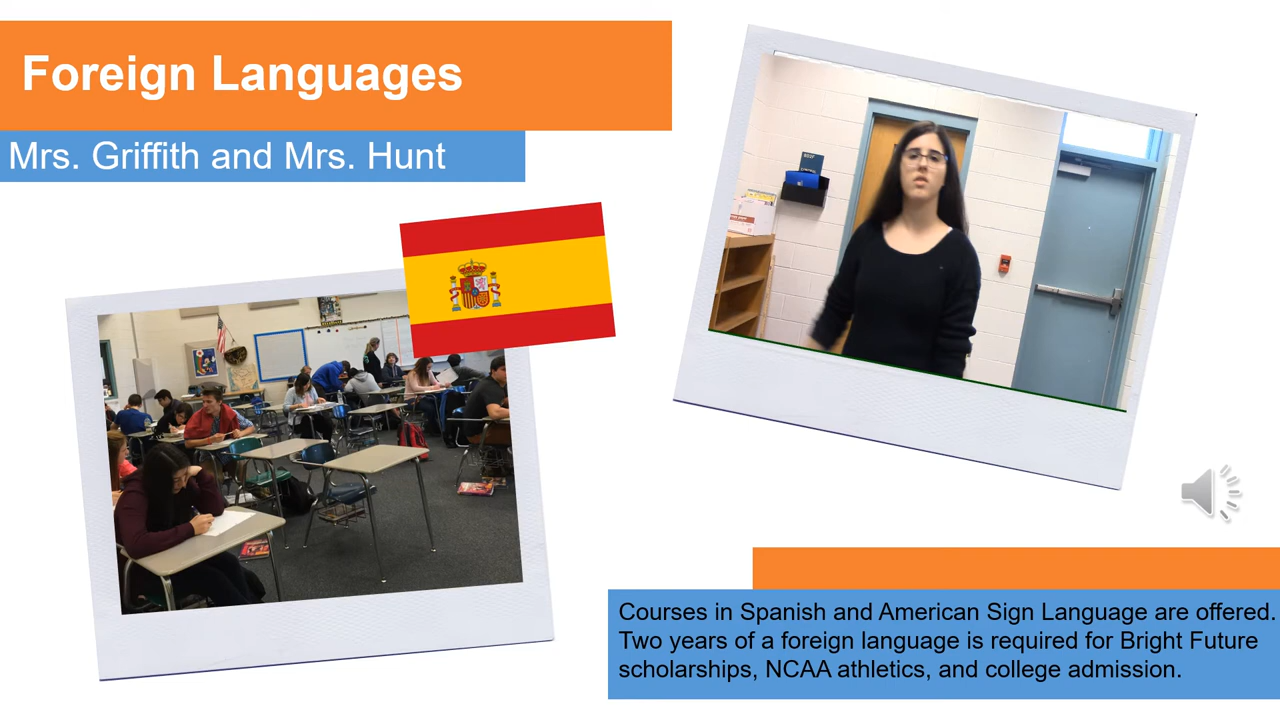 Foreign Languages
Mrs. Griffith and Mrs. Hunt
Courses in Spanish and American Sign Language are offered.
Two years of a foreign language is required for Bright Future
scholarships, NCAA athletics, and college admission.